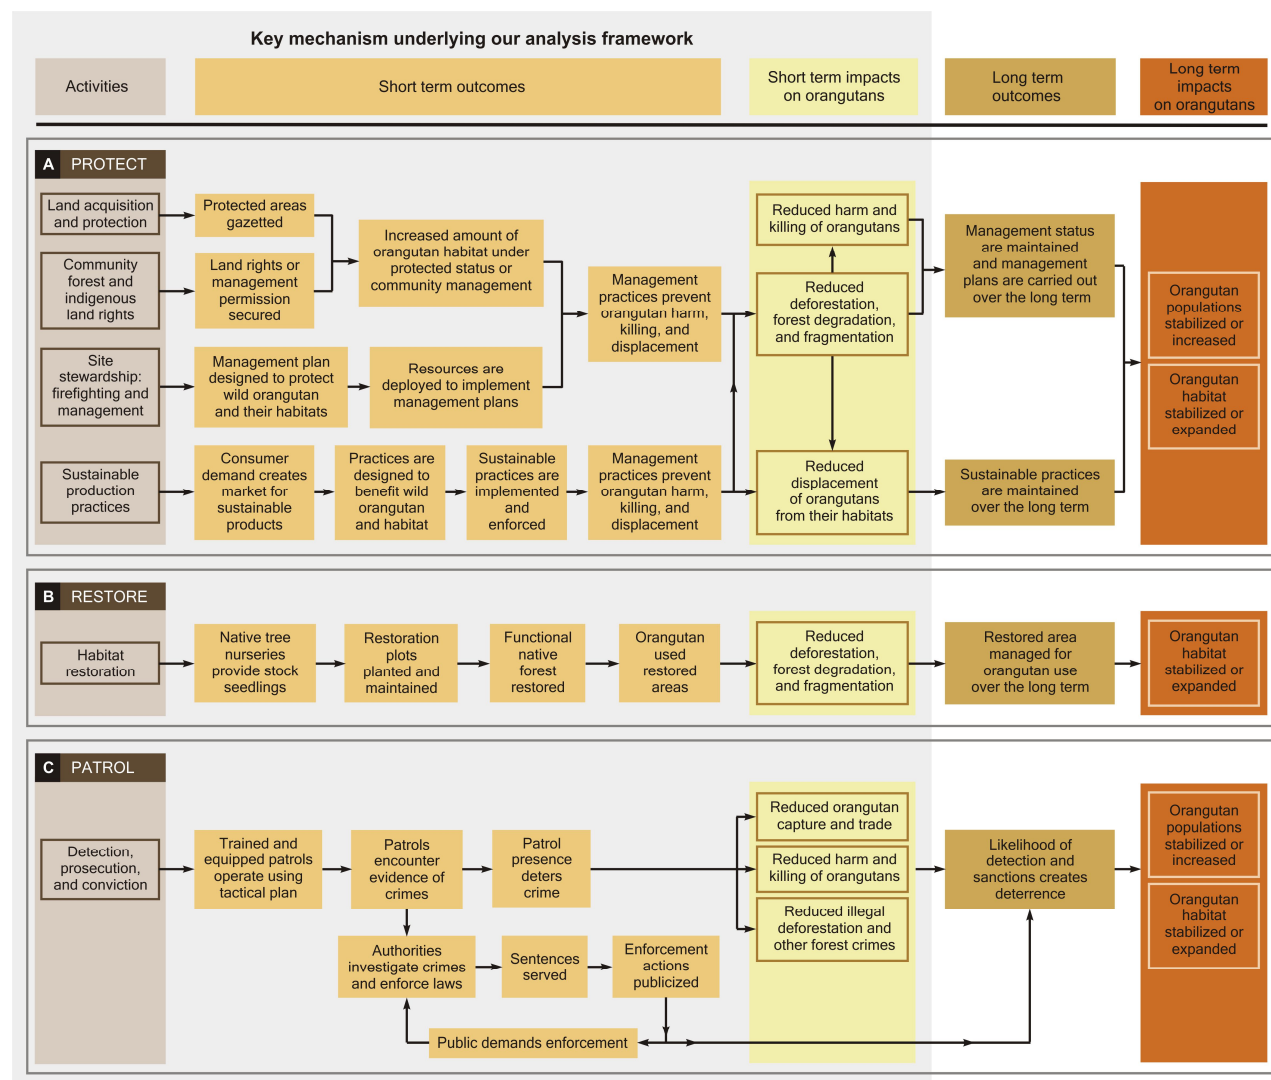 Key mechanism underlying our analysis framework
Activities
Short term outcomes
Short term impacts
on orangutans
Long term
outcomes
Long term
impacts
on orangutans
A PROTECT
Land acquisition
and protection
Protected areas
gazetted
Community
forest and
indigenous
land rights
Land rights or
management
permission
secured
Increased amount of
orangutan habitat under
protected status or
community management
Site
stewardship:
firefighting and
management
Management plan
designed to protect
wild orangutan
and their habitats
Resources are
deployed to implement
management plans
Management
practices prevent
orangutan harm,
killing, and
displacement
Sustainable
production
practices
Consumer
demand creates
market for
sustainable
products
Practices are
designed to
benefit wild
orangutan
and habitat
Sustainable
practices are
implemented
and
enforced
Management
practices prevent
orangutan harm,
killing, and
displacement
Reduced harm and
killing of orangutans
Reduced
deforestation,
forest degradation,
and fragmentation
Reduced
displacement
of orangutans
from their habitats
Management status
are maintained
and management
plans are carried out
over the long term
Sustainable practices
are maintained
over the long term
Orangutan
populations
stabilized or
increased
Orangutan
habitat
stabilized or
expanded
B RESTORE
Habitat
restoration
Native tree
nurseries
provide stock
seedlings
Restoration
plots
planted and
maintained
Functional
native
forest
restored
Orangutan
used
restored
areas
Reduced
deforestation,
forest degradation,
and fragmentation
Restored area
managed for
orangutan use
over the long term
Orangutan
habitat
stabilized or
expanded
C PATROL
Detection,
prosecution,
and conviction
Trained and
equipped patrols
operate using
tactical plan
Patrols
encounter
evidence of
crimes
Patrol
presence
deters
crime
Authorities
investigate crimes
and enforce laws
Sentences
served
Enforcement
actions
publicized
Public demands enforcement
Reduced orangutan
capture and trade
Reduced harm and
killing of orangutans
Reduced illegal
deforestation and
other forest crimes
Likelihood of
detection and
sanctions creates
deterrence
Orangutan
populations
stabilized or
increased
Orangutan
habitat
stabilized or
expanded